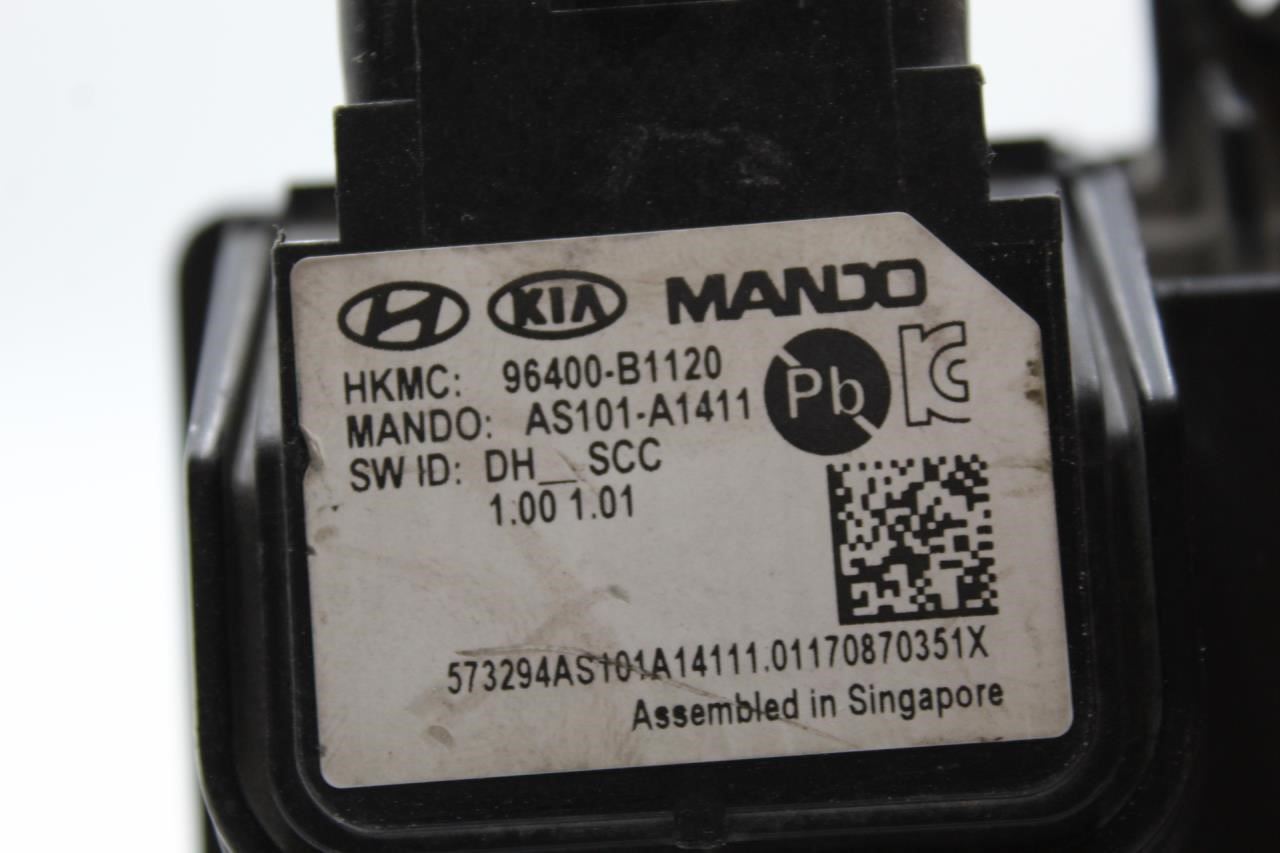 KIA MANDO
HKMC: 96400-B1120
MANDO: AS101-A1411
Pb
SW ID: DH__SCC
1.00 1.01
573294AS101A14111.01170870351X
Assembled in Singapore